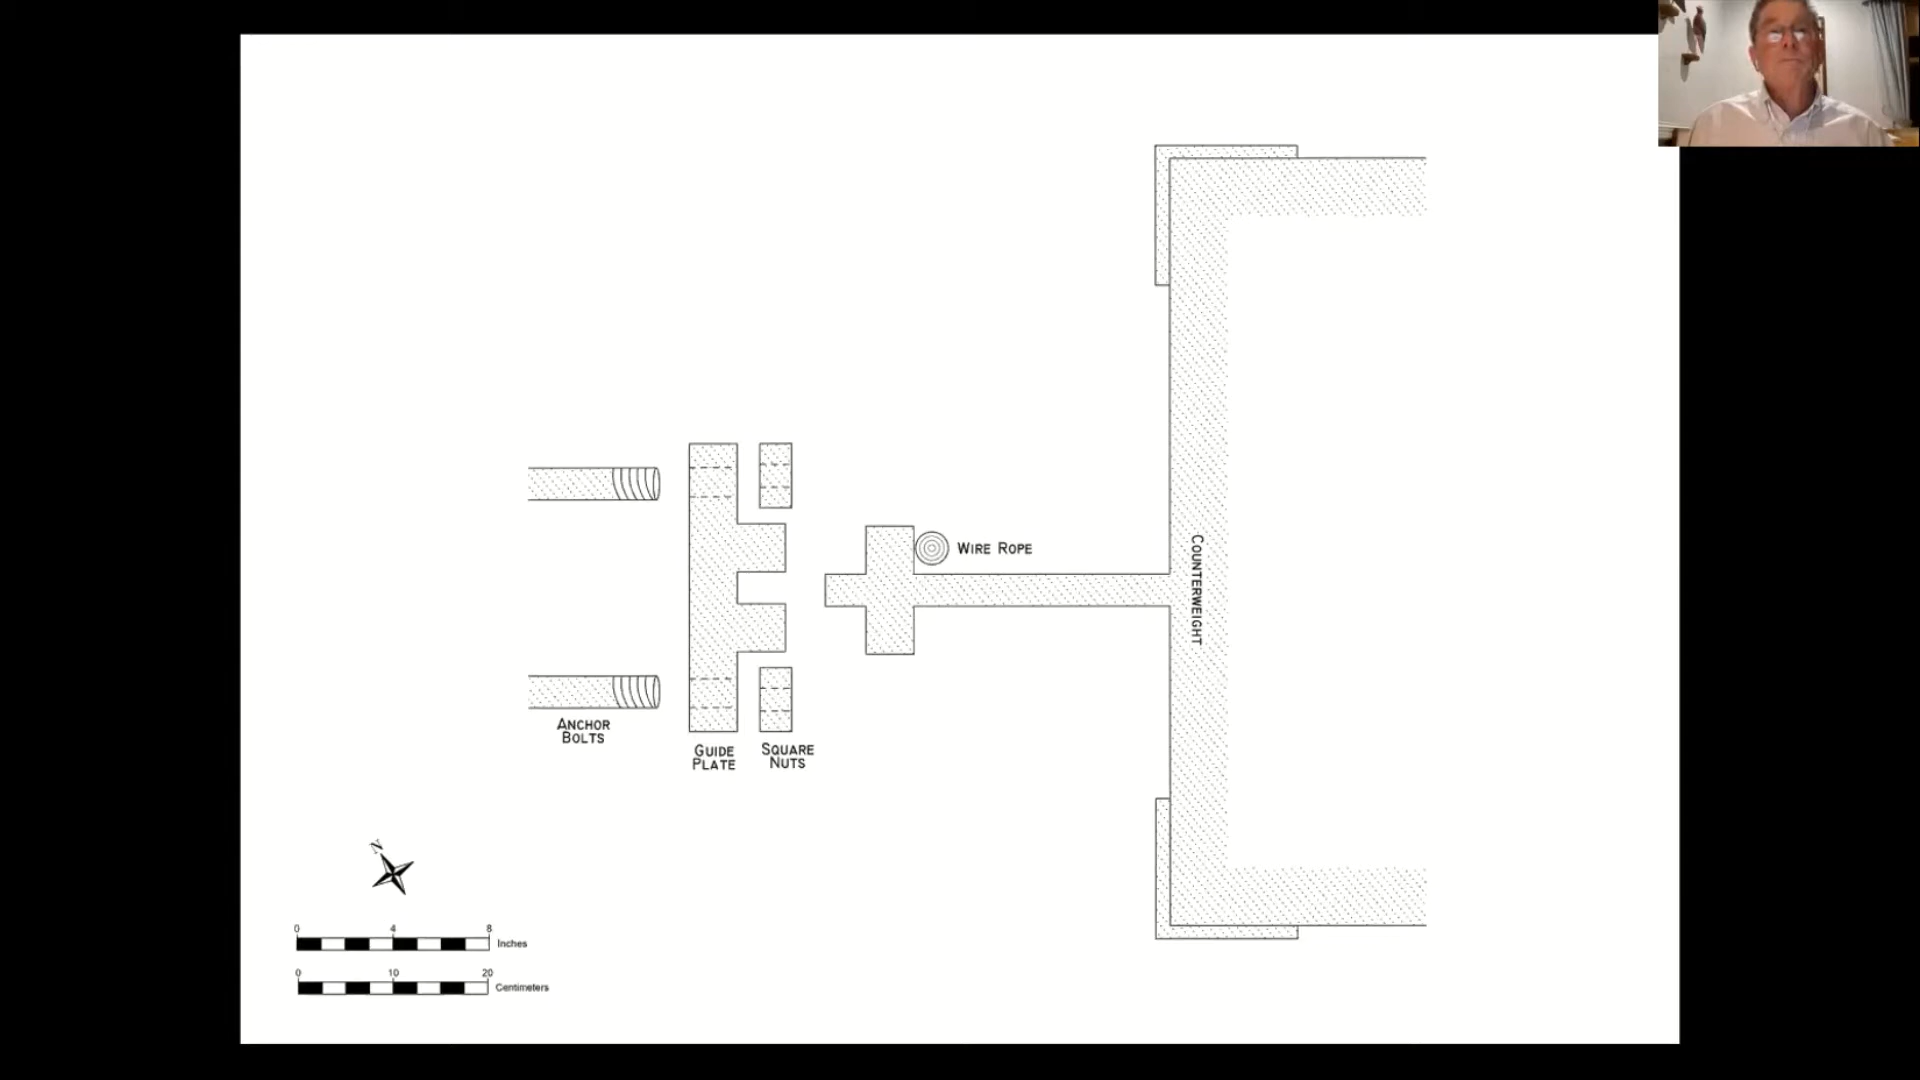 WIRE ROPE
COUNTERWEIGHT
ANCHOR
BOLTS
GUIDE
PLATE
SQUARE
NUTS
N
0 4 8
Inches
0 10 20
Centimeters